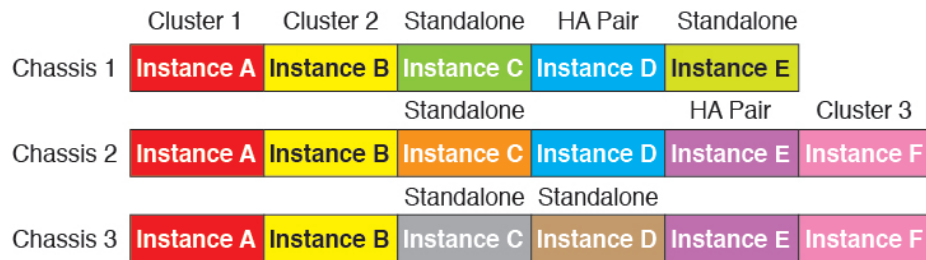 Cluster 1 Cluster 2 Standalone HA Pair Standalone
Chassis 1 Instance A Instance B Instance C Instance D Instance E
Standalone HA Pair Cluster 3
Chassis 2 Instance A Instance B Instance C Instance D Instance E Instance F
Standalone Standalone
Chassis 3 Instance A Instance B Instance C Instance D Instance E Instance F